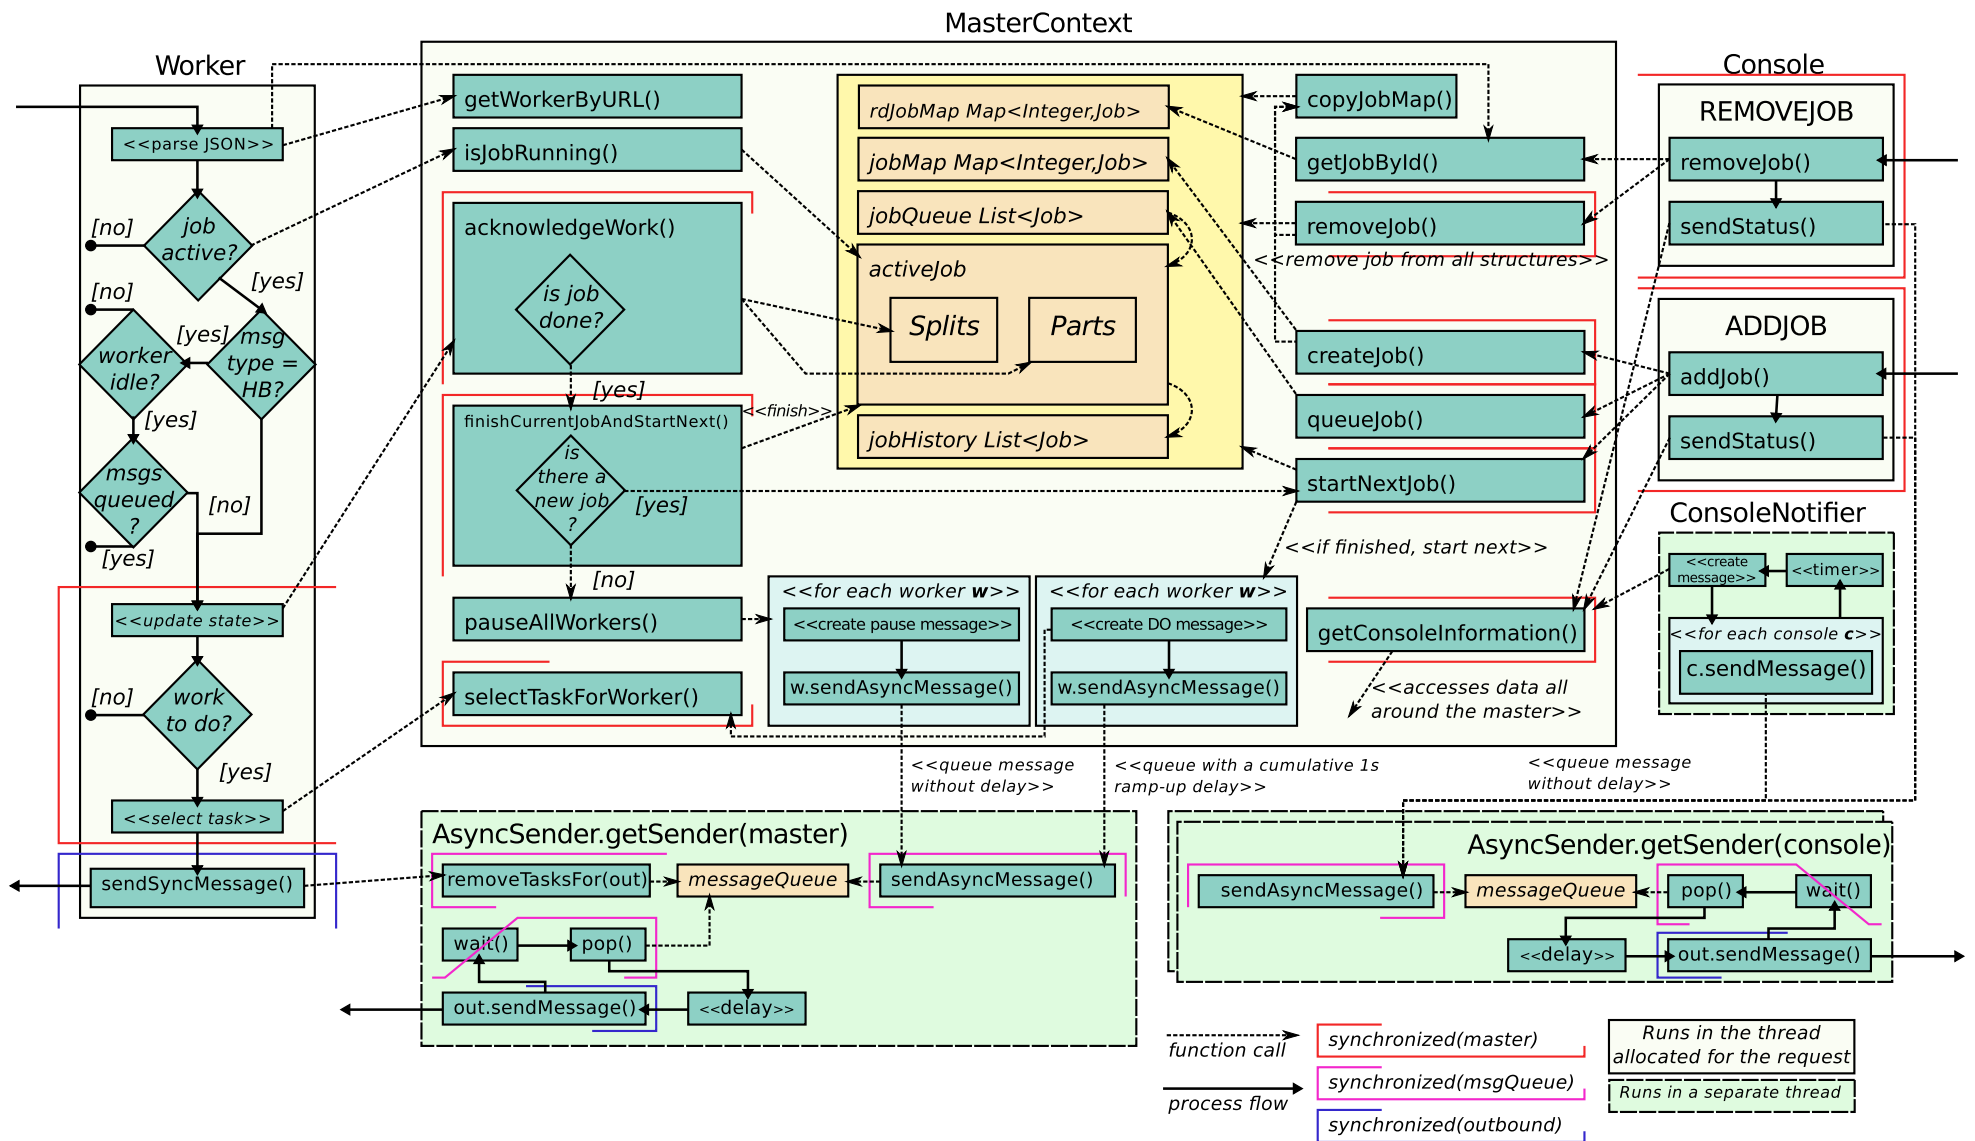 MasterContext
Worker
<<parse JSON>>
job
active?
[no]
[yes]
[no]
[yes]
msg
type =
HB?
worker
idle?
[yes]
msgs
queued
?
[no]
[yes]
<<update state>>
work
to do?
[no]
[yes]
<<select task>>
sendSyncMessage()
getWorkerByURL()
isJobRunning()
acknowledgeWork()
is job
done?
[yes]
finishCurrentJobAndStartNext()
is
there a
new job
?
[yes]
[no]
<<finish>>
pauseAllWorkers()
selectTaskForWorker()
rdJobMap Map<Integer,Job>
jobMap Map<Integer,Job>
jobQueue List<Job>
activeJob
Splits
Parts
jobHistory List<Job>
copyJobMap()
getJobById()
removeJob()
<<remove job from all structures>>
createJob()
queueJob()
startNextJob()
<<if finished, start next>>
<<for each worker w>>
<<create pause message>>
w.sendAsyncMessage()
<<for each worker w>>
<<create DO message>>
w.sendAsyncMessage()
getConsoleInformation()
<<accesses data all
around the master>>
Console
REMOVEJOB
removeJob()
sendStatus()
ADDJOB
addJob()
sendStatus()
ConsoleNotifier
<<create
message>>
<<timer>>
<<for each console c>>
c.sendMessage()
<<queue message
without delay>>
<<queue with a cumulative 1s
ramp-up delay>>
<<queue message
without delay>>
AsyncSender.getSender(master)
removeTasksFor(out)
messageQueue
sendAsyncMessage()
wait()
pop()
out.sendMessage()
<<delay>>
AsyncSender.getSender(console)
sendAsyncMessage()
messageQueue
pop()
wait()
<<delay>>
out.sendMessage()
function call
process flow
synchronized(master)
synchronized(msgQueue)
synchronized(outbound)
Runs in the thread
allocated for the request
Runs in a separate thread